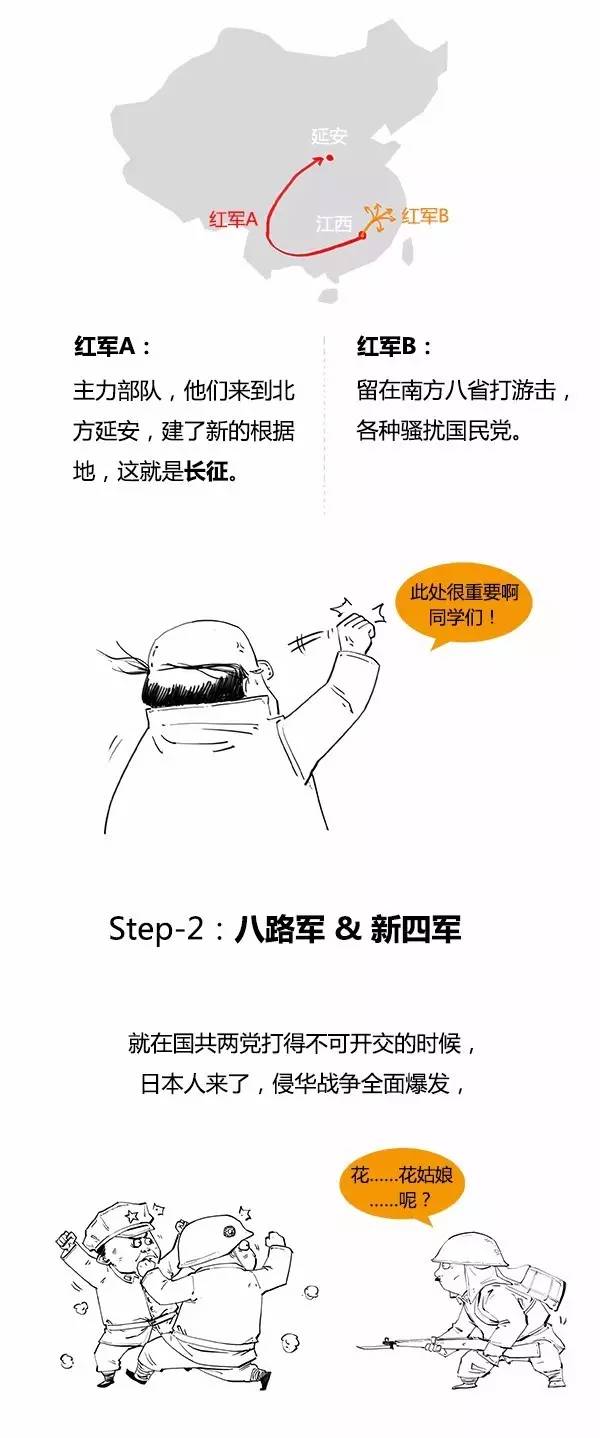 延安
红军A
江西
红军B
红军A：
主力部队，他们来到北
方延安，建了新的根据
地，这就是长征。
红军B：
留在南方八省打游击，
各种骚扰国民党。
此处很重要啊
同学们！
Step-2：八路军 & 新四军
就在国共两党打得不可开交的时候，
日本人来了，侵华战争全面爆发，
花……花姑娘
……呢？